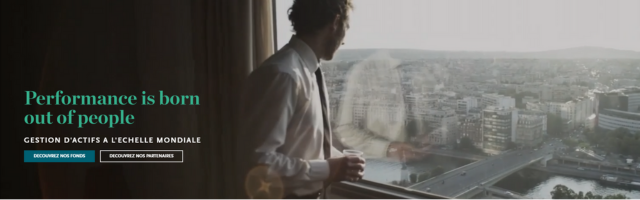 Performance is born
out of people
GESTION D'ACTIFS A L'ECHELLE MONDIALE
DECOUVREZ NOS FONDS
DECOUVREZ NOS PARTENAIRES